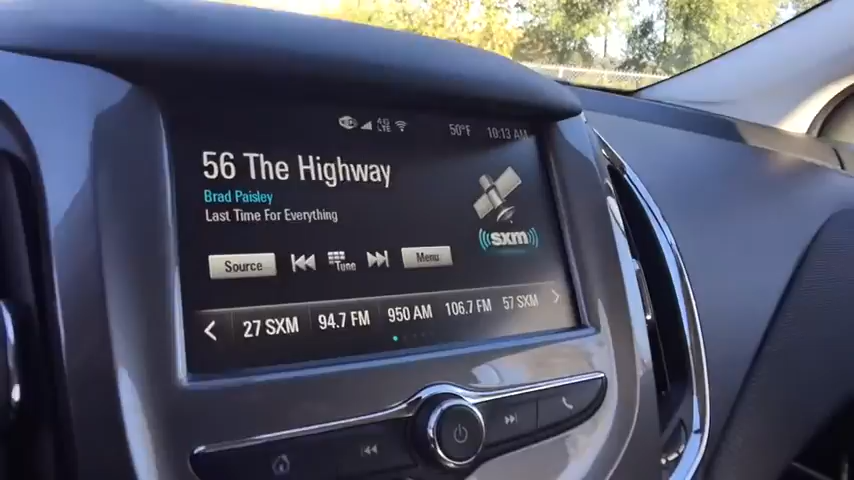 4G
LTE
50°F 10:13 AM
56 The Highway
Brad Paisley
Last Time For Everything
sxm
Source
Tune
Menu
27 SXM 94.7 FM 950 AM 106.7 FM 57 SXM